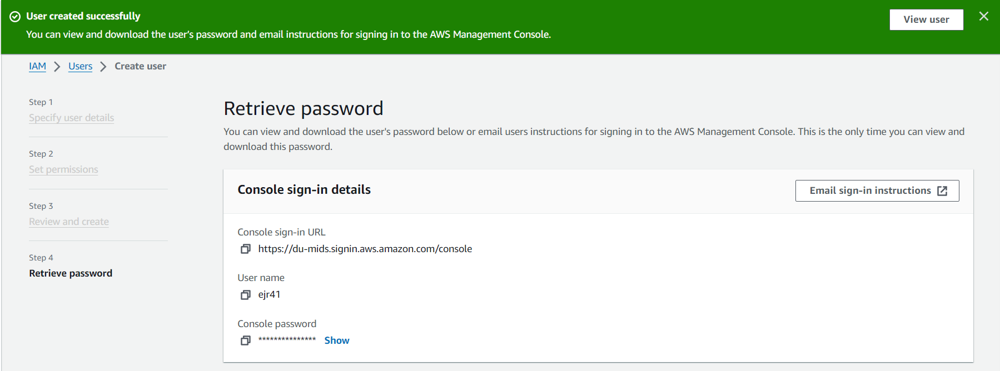 User created successfully
You can view and download the user's password and email instructions for signing in to the AWS Management Console.
View user
IAM > Users > Create user
Step 1
Specify user details
Step 2
Set permissions
Step 3
Review and create
Step 4
Retrieve password
Retrieve password
You can view and download the user's password below or email users instructions for signing in to the AWS Management Console. This is the only time you can view and
download this password.
Console sign-in details
Email sign-in instructions
Console sign-in URL
https://du-mids.signin.aws.amazon.com/console
User name
ejr41
Console password
*************** Show